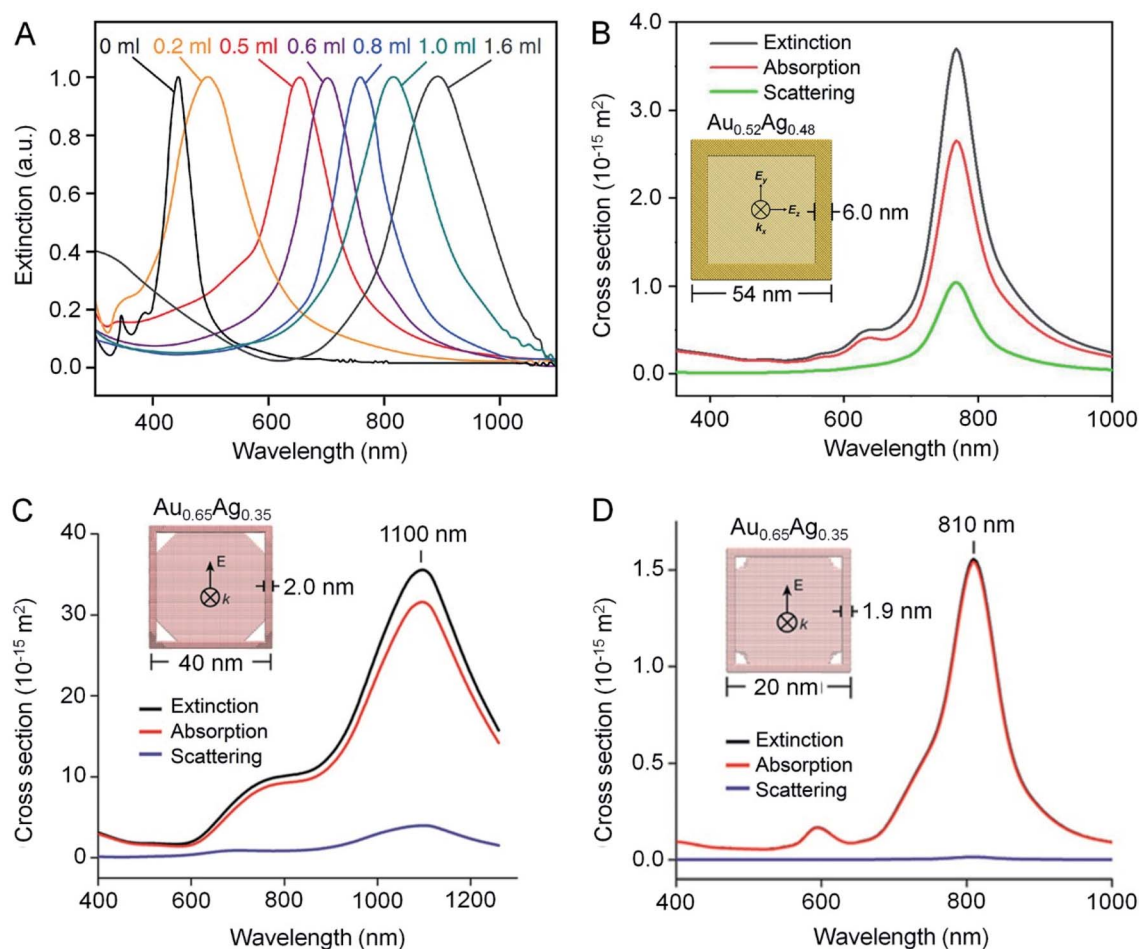 A
0 ml 0.2 ml 0.5 ml 0.6 ml 0.8 ml 1.0 ml 1.6 ml
Extinction (a.u.)
1.0
0.8
0.6
0.4
0.2
0.0
400 600 800 1000
Wavelength (nm)
B
Cross section (10⁻¹⁵ m²)
4.0
3.0
2.0
1.0
0.0
Extinction
Absorption
Scattering
Au₀.₅₂Ag₀.₄₈
E_y
E_z
k_x
6.0 nm
54 nm
400 600 800 1000
Wavelength (nm)
C
Cross section (10⁻¹⁵ m²)
40
30
20
10
0
Au₀.₆₅Ag₀.₃₅
E
k
2.0 nm
40 nm
1100 nm
Extinction
Absorption
Scattering
400 600 800 1000 1200
Wavelength (nm)
D
Cross section (10⁻¹⁵ m²)
1.5
1.0
0.5
0.0
Au₀.₆₅Ag₀.₃₅
E
k
1.9 nm
20 nm
810 nm
Extinction
Absorption
Scattering
400 600 800 1000
Wavelength (nm)